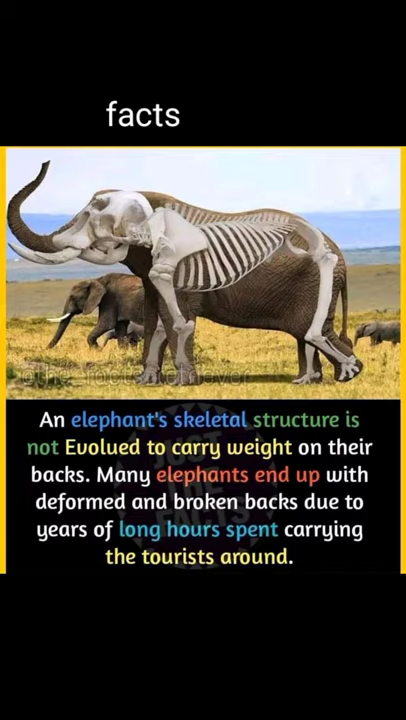 facts
An elephant's skeletal structure is
not Evolued to carry weight on their
backs. Many elephants end up with
deformed and broken backs due to
years of long hours spent carrying
the tourists around.